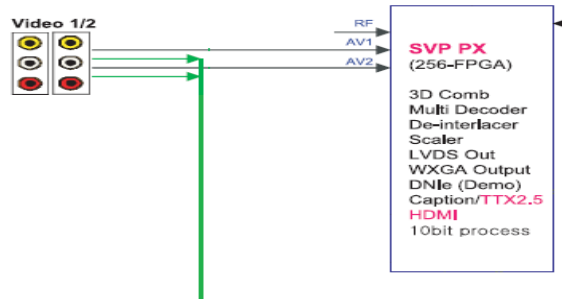 Video 1/2
RF
AV1
AV2
SVP PX
(256-FPGA)
3D Comb
Multi Decoder
De-interlacer
Scaler
LVDS Out
WXGA Output
DNIe (Demo)
Caption/TTX2.5
HDMI
10bit process